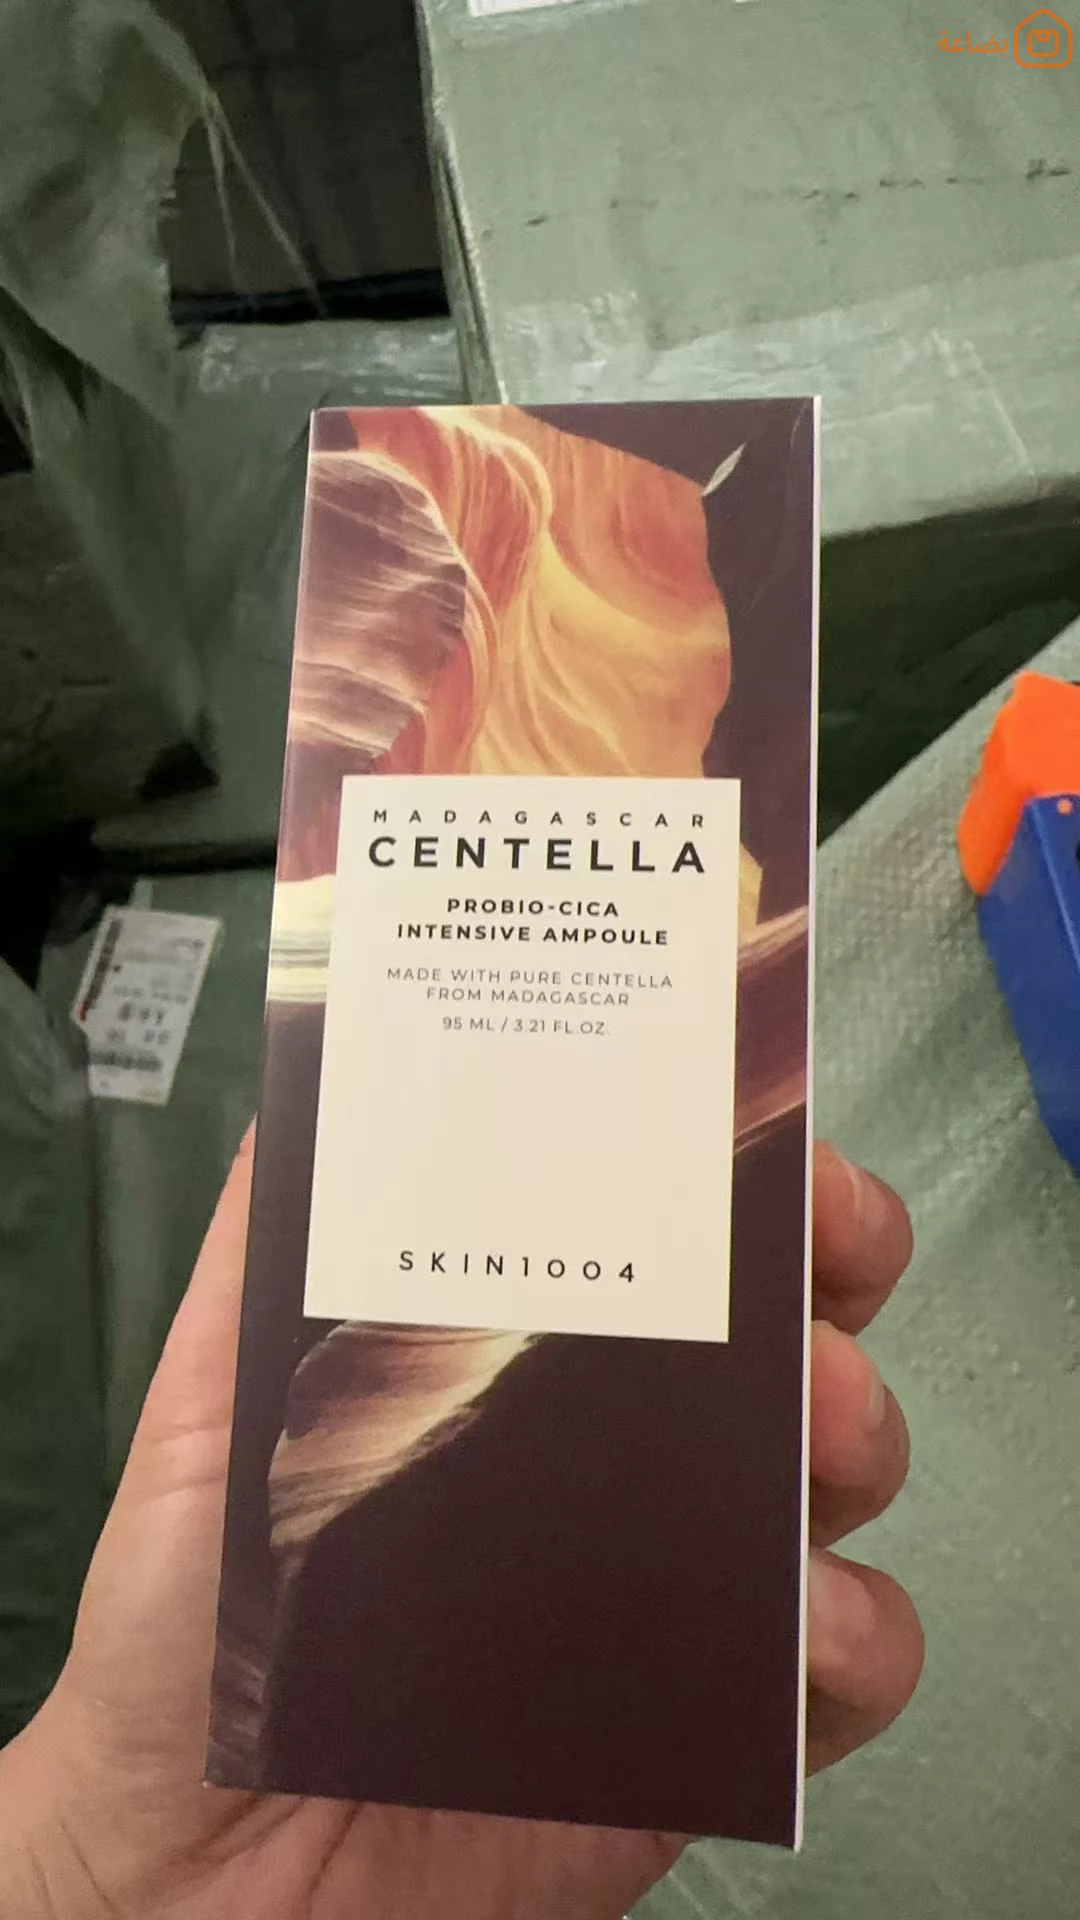 بضاعة
MADAGASCAR
CENTELLA
PROBIO-CICA
INTENSIVE AMPOULE
MADE WITH PURE CENTELLA
FROM MADAGASCAR
95 ML / 3.21 FL.OZ.
SKIN1004